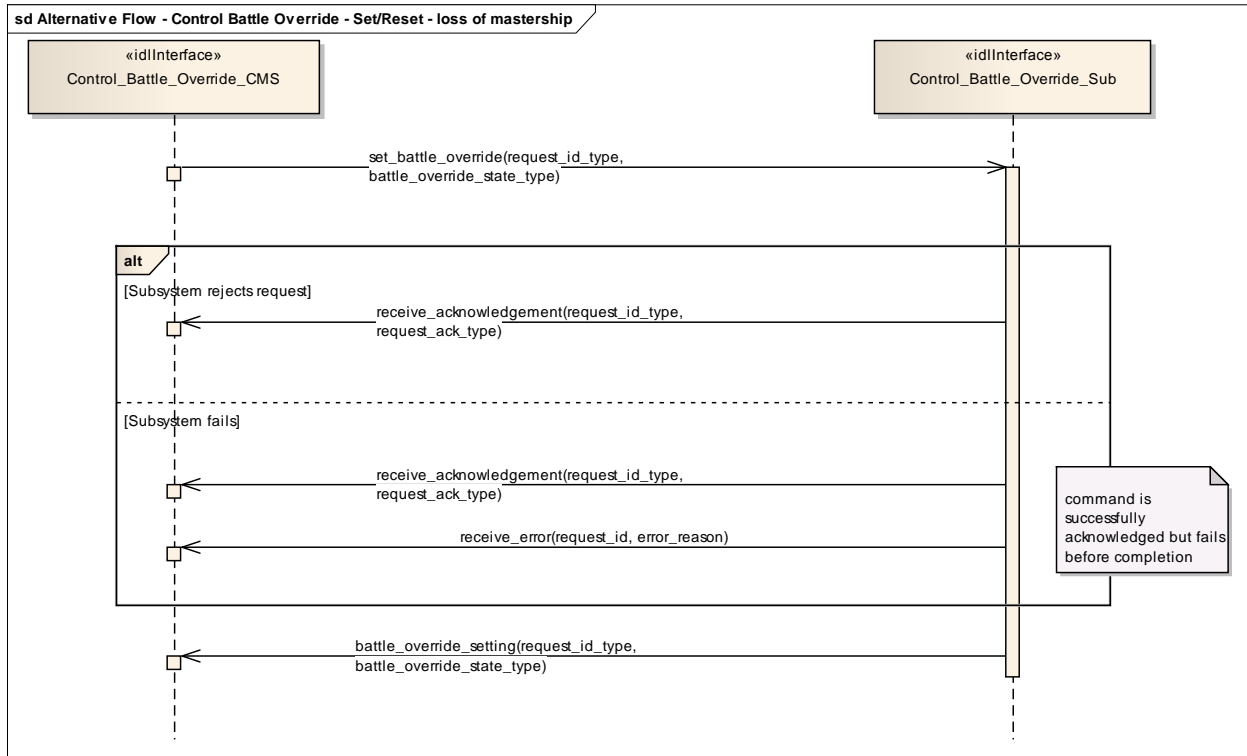 sd Alternative Flow - Control Battle Override - Set/Reset - loss of mastership
«idlInterface»
Control_Battle_Override_CMS
«idlInterface»
Control_Battle_Override_Sub
set_battle_override(request_id_type,
battle_override_state_type)
alt
[Subsystem rejects request]
receive_acknowledgement(request_id_type,
request_ack_type)
[Subsystem fails]
receive_acknowledgement(request_id_type,
request_ack_type)
command is
successfully
acknowledged but fails
before completion
receive_error(request_id, error_reason)
battle_override_setting(request_id_type,
battle_override_state_type)